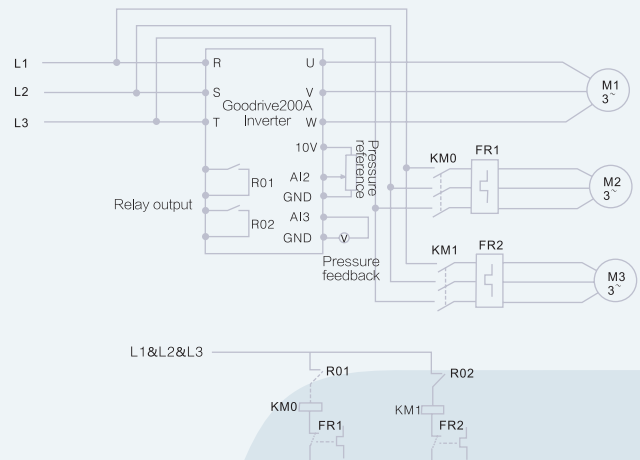 L1
L2
L3
R
S
T
U
V
W
Goodrive200A
Inverter
10V
AI2
GND
AI3
GND
V
Pressure
reference
Pressure
feedback
R01
R02
Relay output
KM0
FR1
KM1
FR2
M1
3~
M2
3~
M3
3~
L1&L2&L3
R01
R02
KM0
KM1
FR1
FR2